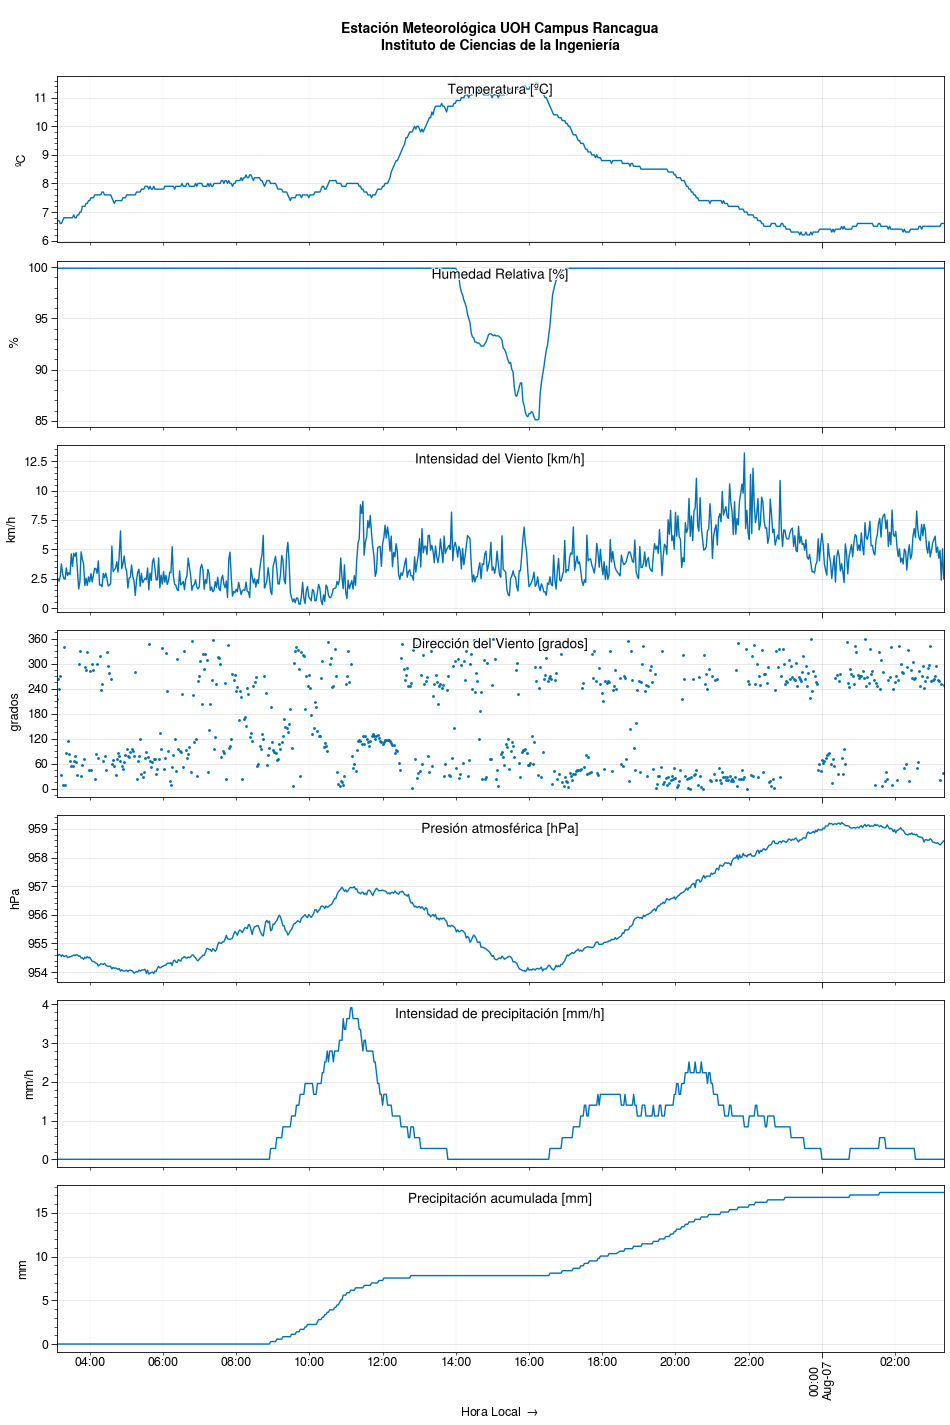 Estación Meteorológica UOH Campus Rancagua
Instituto de Ciencias de la Ingeniería
Temperatura [ºC]
ºC
11
10
9
8
7
6
Humedad Relativa [%]
%
100
95
90
85
Intensidad del Viento [km/h]
km/h
12.5
10
7.5
5
2.5
0
Dirección del Viento [grados]
grados
360
300
240
180
120
60
0
Presión atmosférica [hPa]
hPa
959
958
957
956
955
954
Intensidad de precipitación [mm/h]
mm/h
4
3
2
1
0
Precipitación acumulada [mm]
mm
15
10
5
0
04:00 06:00 08:00 10:00 12:00 14:00 16:00 18:00 20:00 22:00 00:00 02:00
Aug-07
Hora Local →